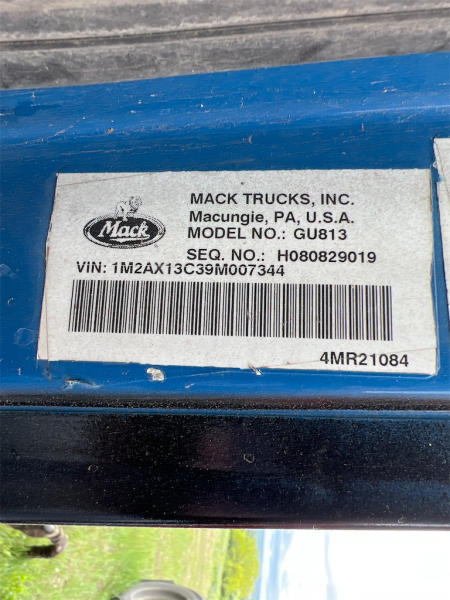 MACK TRUCKS, INC.
Macungie, PA, U.S.A.
Mack
MODEL NO.: GU813
SEQ. NO.: H080829019
VIN: 1M2AX13C39M007344
4MR21084